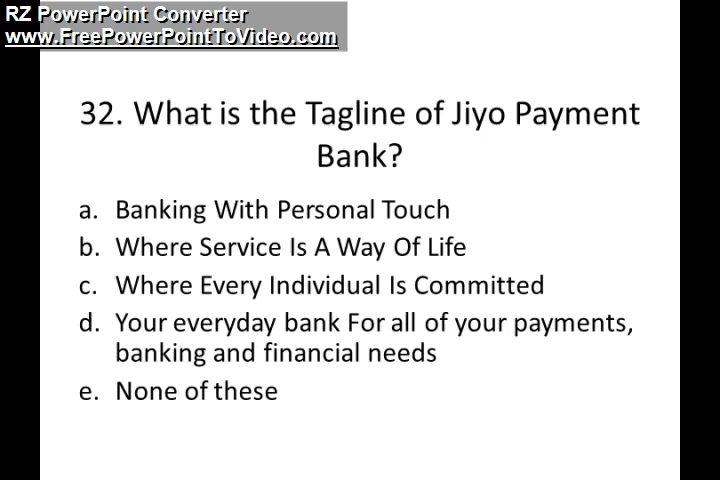 RZ PowerPoint Converter
www.FreePowerPointToVideo.com
32. What is the Tagline of Jiyo Payment
Bank?
a. Banking With Personal Touch
b. Where Service Is A Way Of Life
c. Where Every Individual Is Committed
d. Your everyday bank For all of your payments,
banking and financial needs
e. None of these